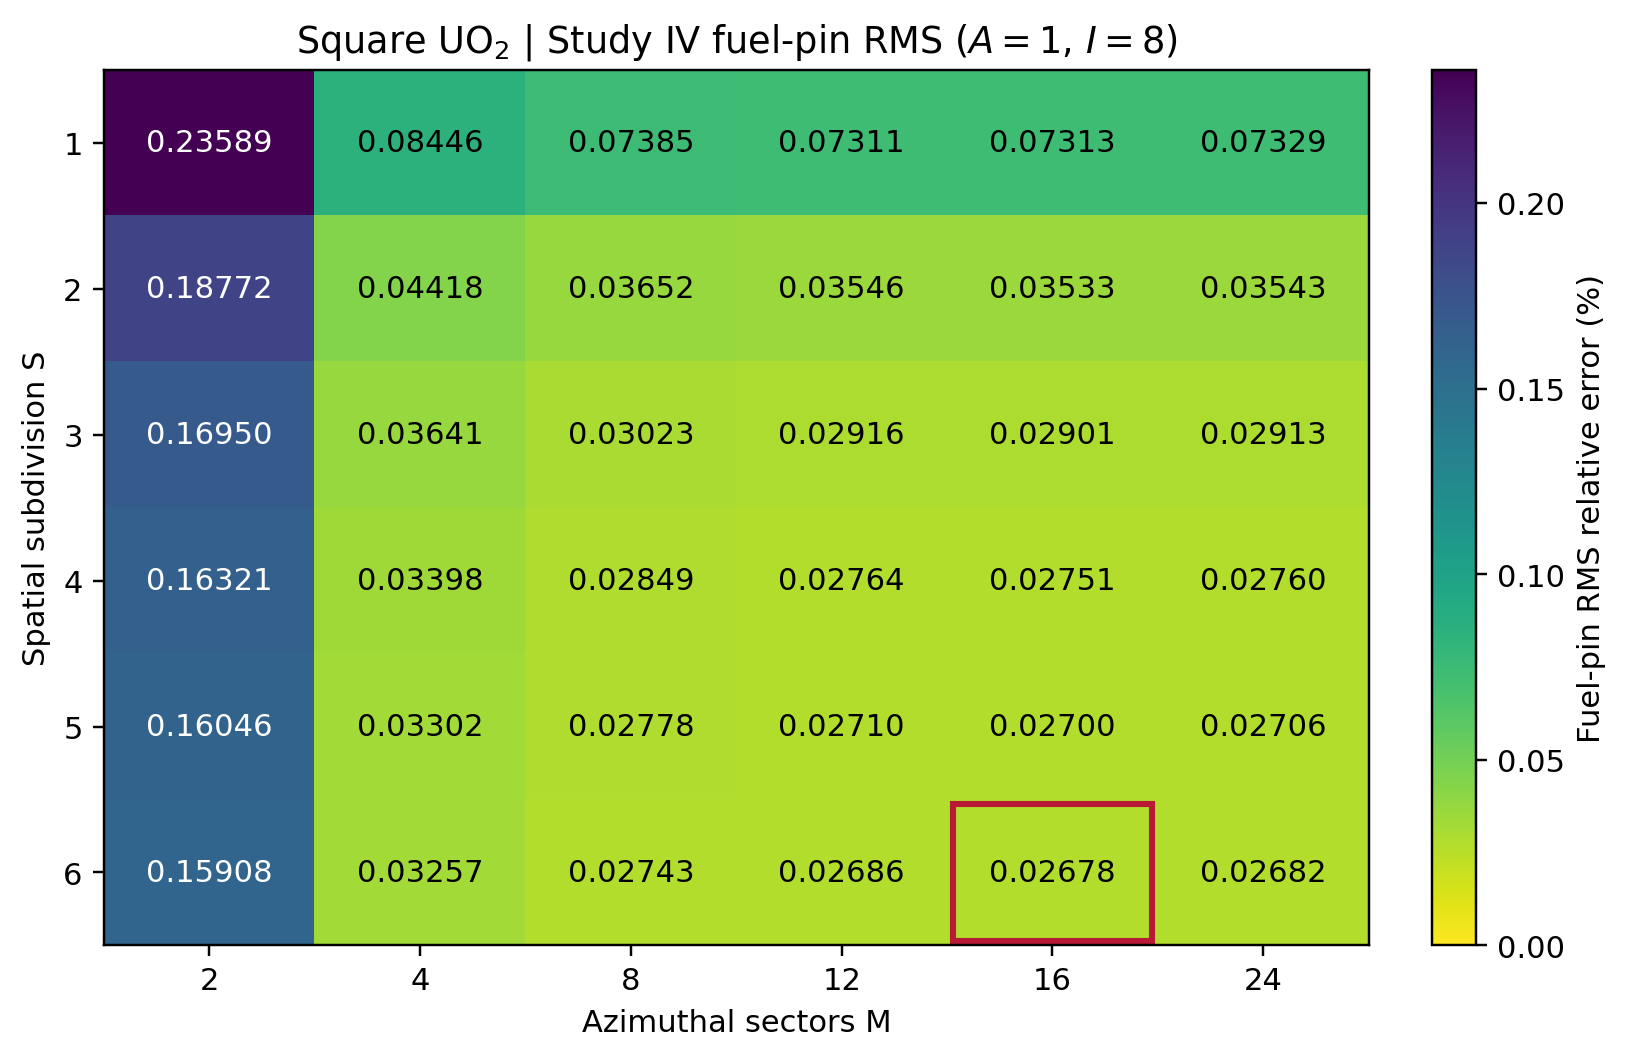 Square UO₂ | Study IV fuel-pin RMS (A = 1, I = 8)
Spatial subdivision S
1 0.23589 0.08446 0.07385 0.07311 0.07313 0.07329
2 0.18772 0.04418 0.03652 0.03546 0.03533 0.03543
3 0.16950 0.03641 0.03023 0.02916 0.02901 0.02913
4 0.16321 0.03398 0.02849 0.02764 0.02751 0.02760
5 0.16046 0.03302 0.02778 0.02710 0.02700 0.02706
6 0.15908 0.03257 0.02743 0.02686 0.02678 0.02682
2 4 8 12 16 24
Azimuthal sectors M
0.20
0.15
0.10
0.05
0.00
Fuel-pin RMS relative error (%)